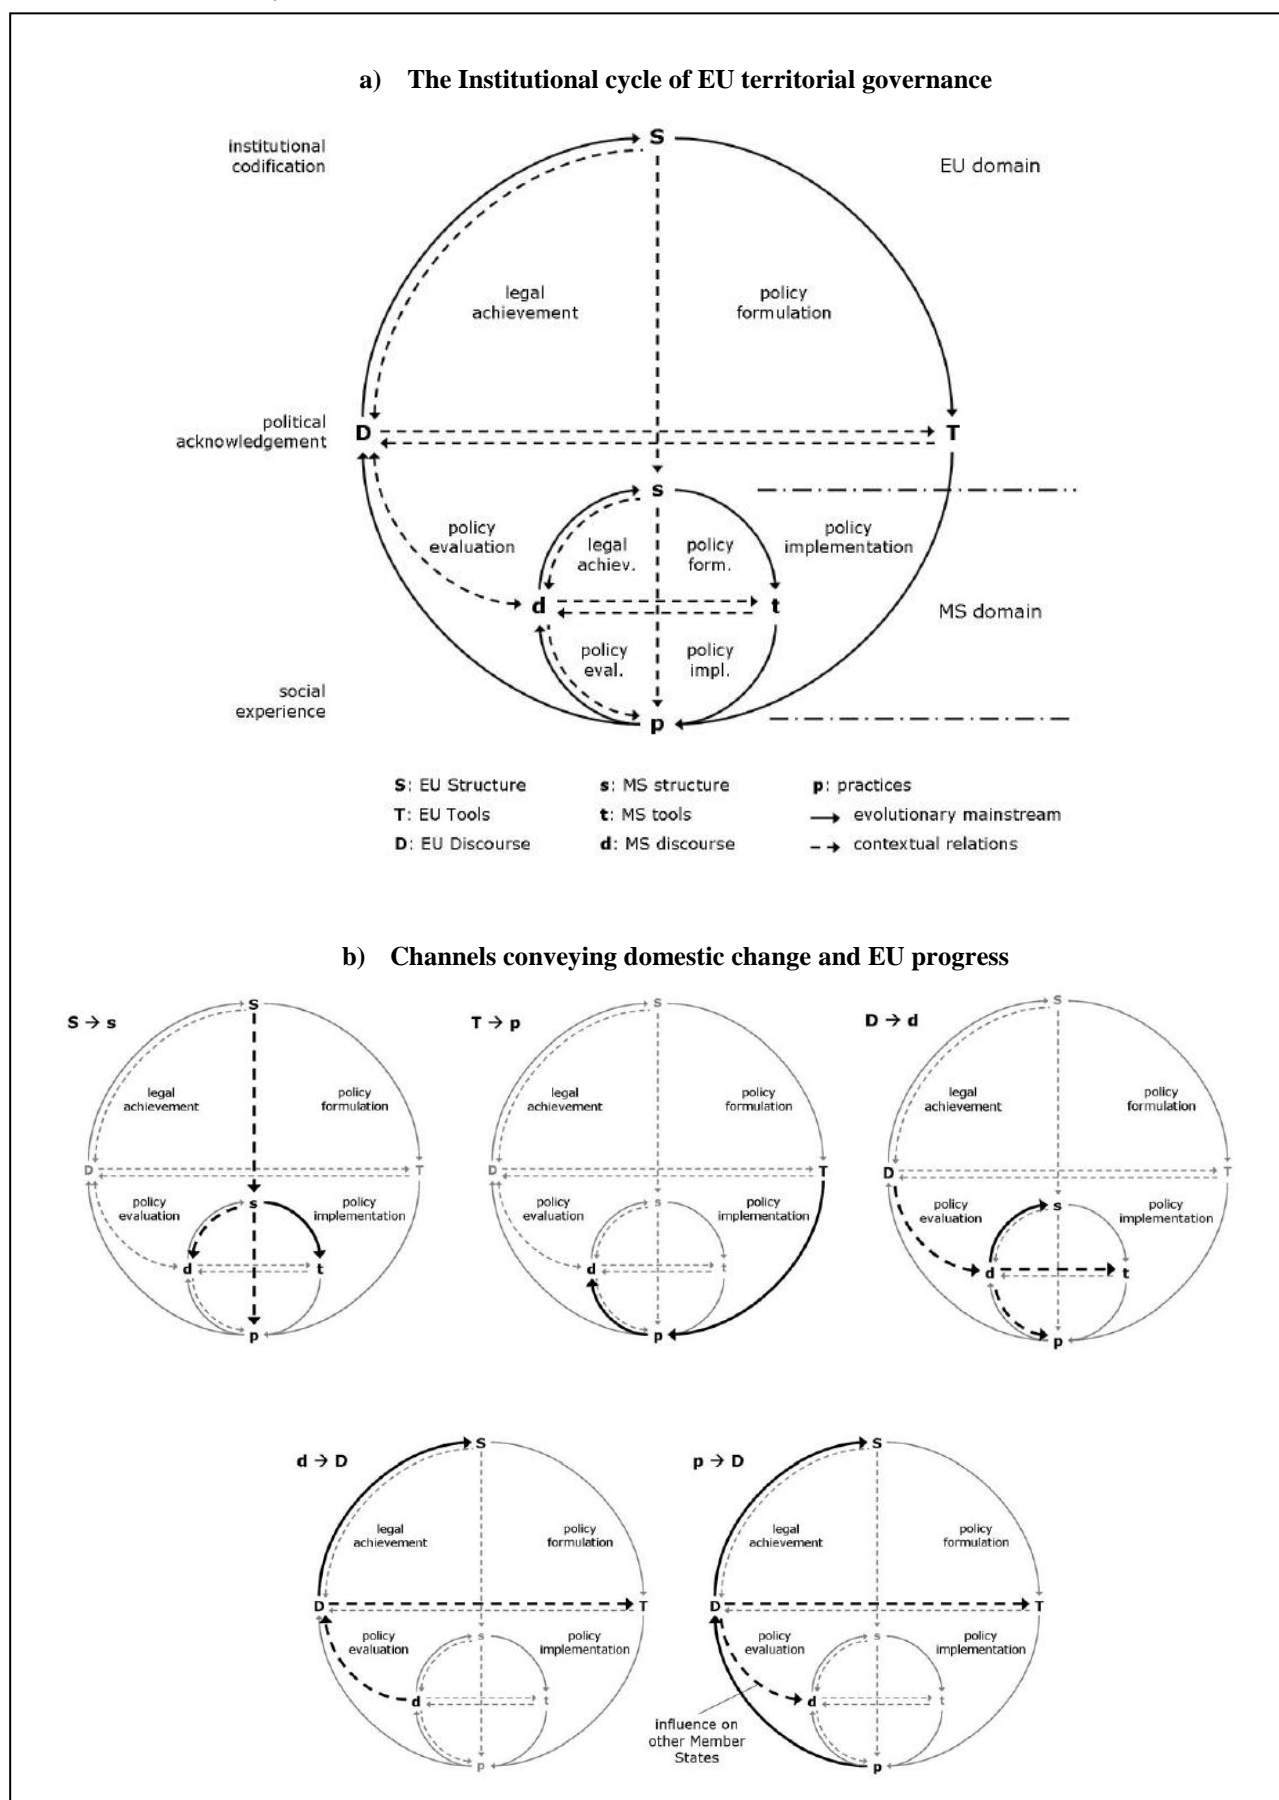 a) The Institutional cycle of EU territorial governance
institutional
codification
S
EU domain
legal
achievement
policy
formulation
political
acknowledgement
D
T
s
policy
evaluation
legal
achiev.
policy
form.
policy
implementation
d
t
MS domain
policy
eval.
policy
impl.
social
experience
p
S: EU Structure
s: MS structure
p: practices
T: EU Tools
t: MS tools
→ evolutionary mainstream
D: EU Discourse
d: MS discourse
--→ contextual relations
b) Channels conveying domestic change and EU progress
S → s
S
legal
achievement
policy
formulation
D
T
policy
evaluation
s
policy
implementation
d
t
p
T → p
S
legal
achievement
policy
formulation
D
T
policy
evaluation
s
policy
implementation
d
t
p
D → d
S
legal
achievement
policy
formulation
D
T
policy
evaluation
s
policy
implementation
d
t
p
d → D
S
legal
achievement
policy
formulation
D
T
policy
evaluation
s
policy
implementation
d
t
p
p → D
S
legal
achievement
policy
formulation
D
T
policy
evaluation
s
policy
implementation
d
t
influence on
other Member
States
p